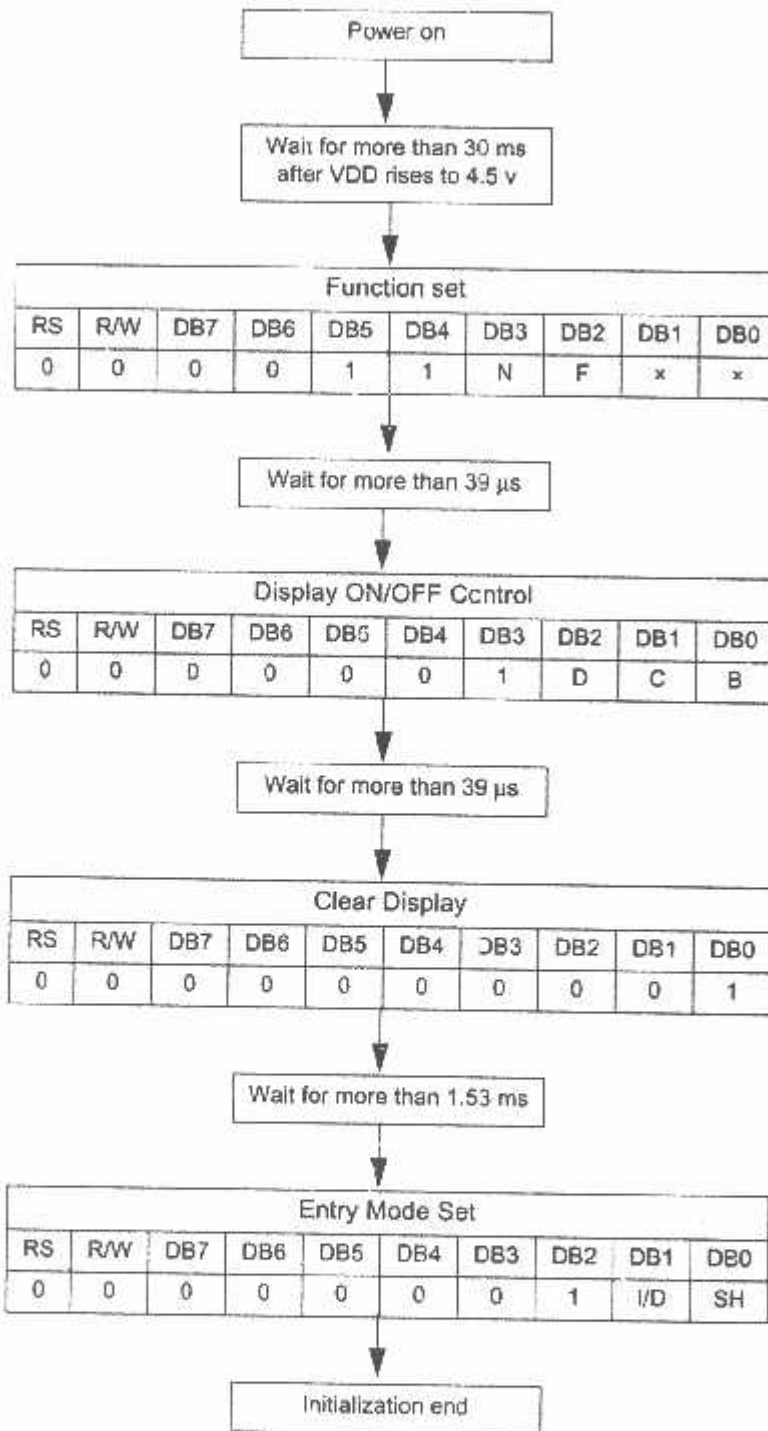 Power on
Wait for more than 30 ms
after VDD rises to 4.5 v
Function set
RS R/W DB7 DB6 DB5 DB4 DB3 DB2 DB1 DB0
0 0 0 0 1 1 N F × ×
Wait for more than 39 μs
Display ON/OFF Control
RS R/W DB7 DB6 DB5 DB4 DB3 DB2 DB1 DB0
0 0 0 0 0 0 1 D C B
Wait for more than 39 μs
Clear Display
RS R/W DB7 DB6 DB5 DB4 DB3 DB2 DB1 DB0
0 0 0 0 0 0 0 0 0 1
Wait for more than 1.53 ms
Entry Mode Set
RS R/W DB7 DB6 DB5 DB4 DB3 DB2 DB1 DB0
0 0 0 0 0 0 0 1 I/D SH
Initialization end